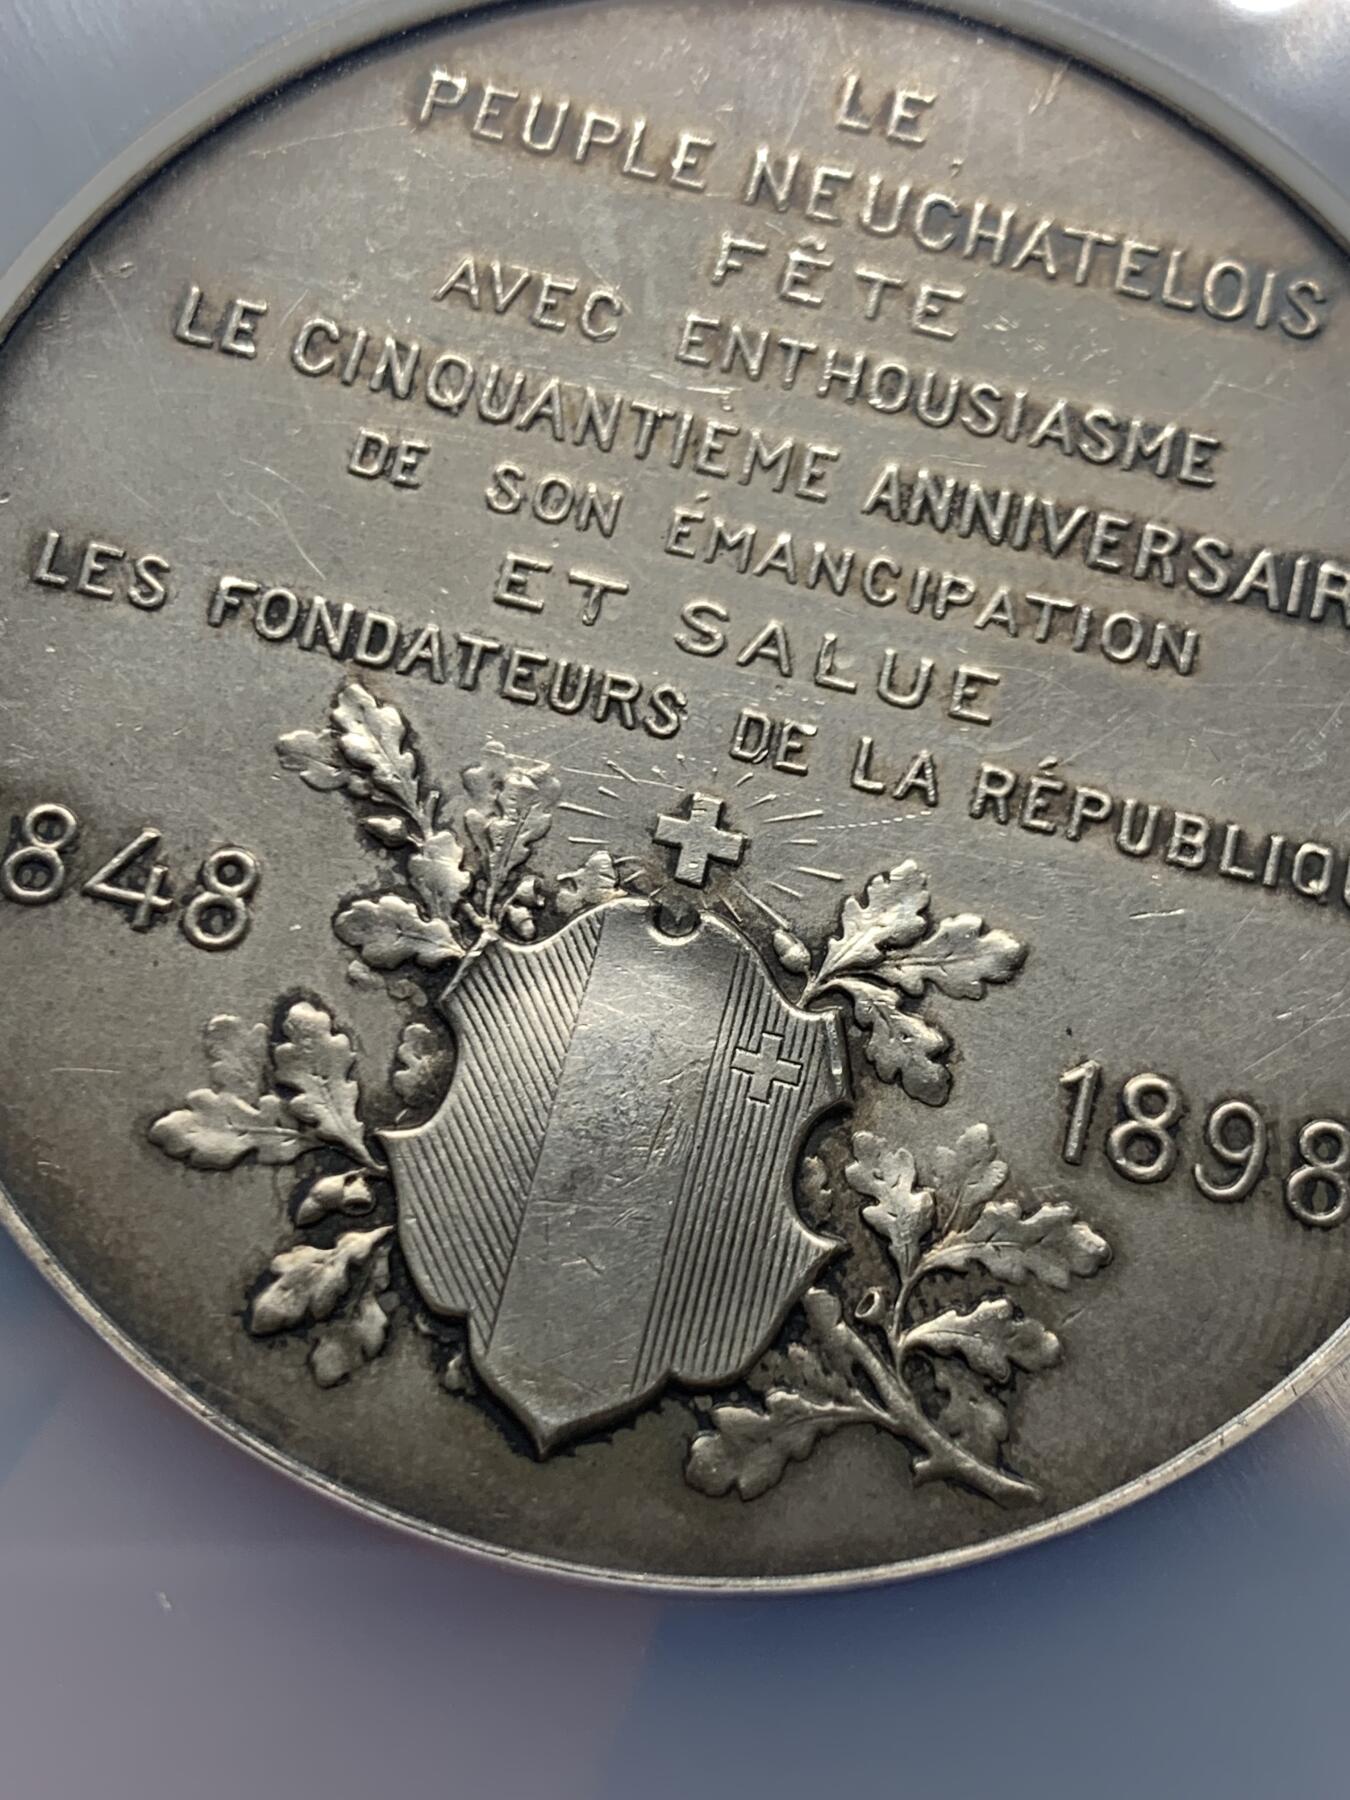 LE
PEUPLE NEUCHATELOIS
FÊTE
AVEC ENTHOUSIASME
LE CINQUANTIEME ANNIVERSAIR
DE SON ÉMANCIPATION
ET SALUE
LES FONDATEURS DE LA RÉPUBLIQU
848
1898